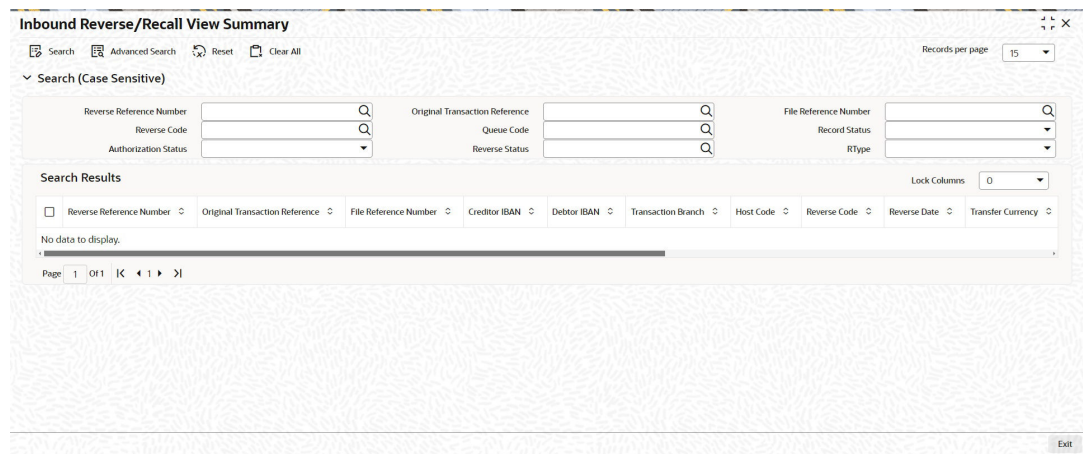 Inbound Reverse/Recall View Summary
Search Advanced Search Reset Clear All Records per page 15
Search (Case Sensitive)
Reverse Reference Number Original Transaction Reference File Reference Number
Reverse Code Queue Code Record Status
Authorization Status Reverse Status RType
Search Results Lock Columns 0
Reverse Reference Number Original Transaction Reference File Reference Number Creditor IBAN Debtor IBAN Transaction Branch Host Code Reverse Code Reverse Date Transfer Currency
No data to display.
Page 1 Of 1 1
Exit